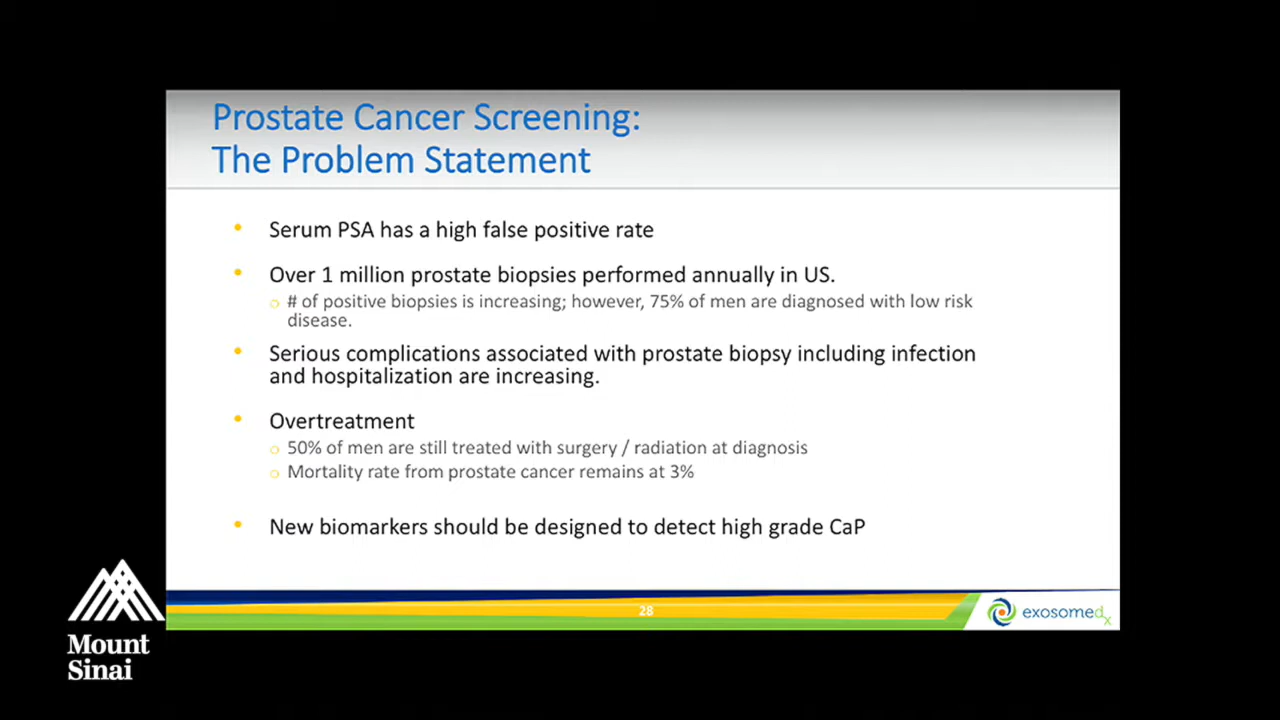 Prostate Cancer Screening:
The Problem Statement
• Serum PSA has a high false positive rate
• Over 1 million prostate biopsies performed annually in US.
o # of positive biopsies is increasing; however, 75% of men are diagnosed with low risk
disease.
• Serious complications associated with prostate biopsy including infection
and hospitalization are increasing.
• Overtreatment
o 50% of men are still treated with surgery / radiation at diagnosis
o Mortality rate from prostate cancer remains at 3%
• New biomarkers should be designed to detect high grade CaP
28
exosomedx
Mount
Sinai